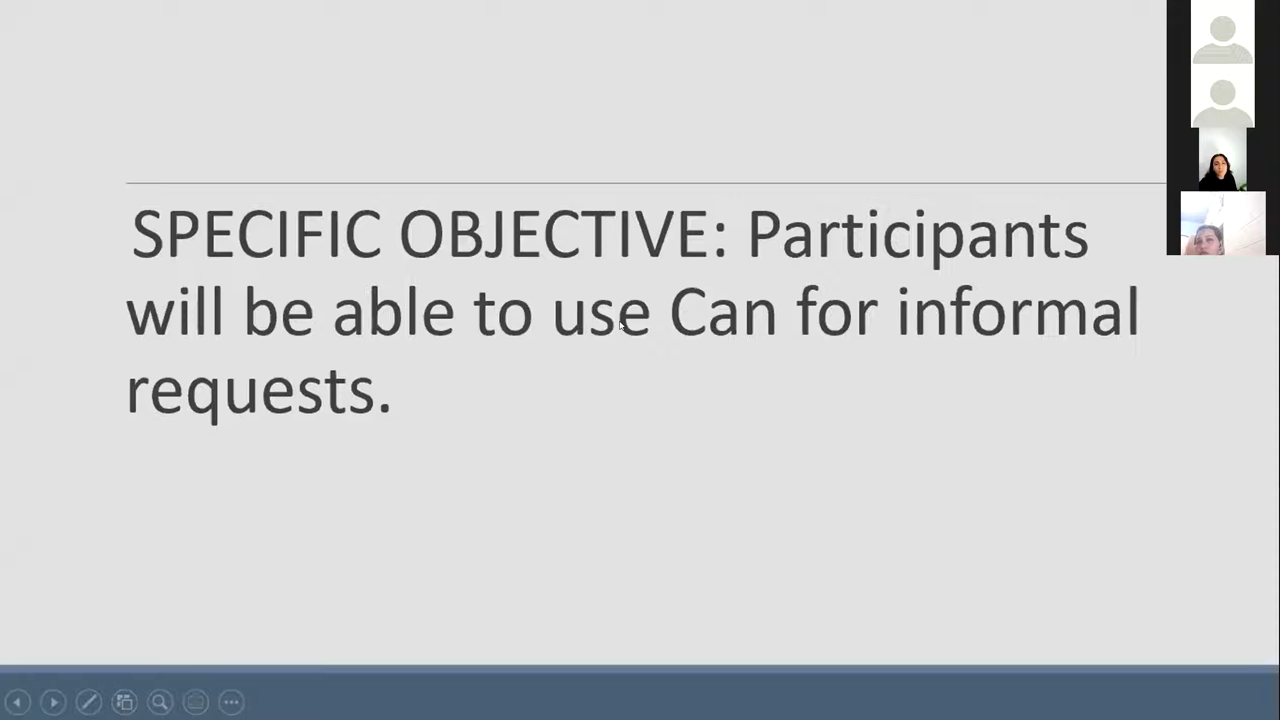 SPECIFIC OBJECTIVE: Participants
will be able to use Can for informal
requests.